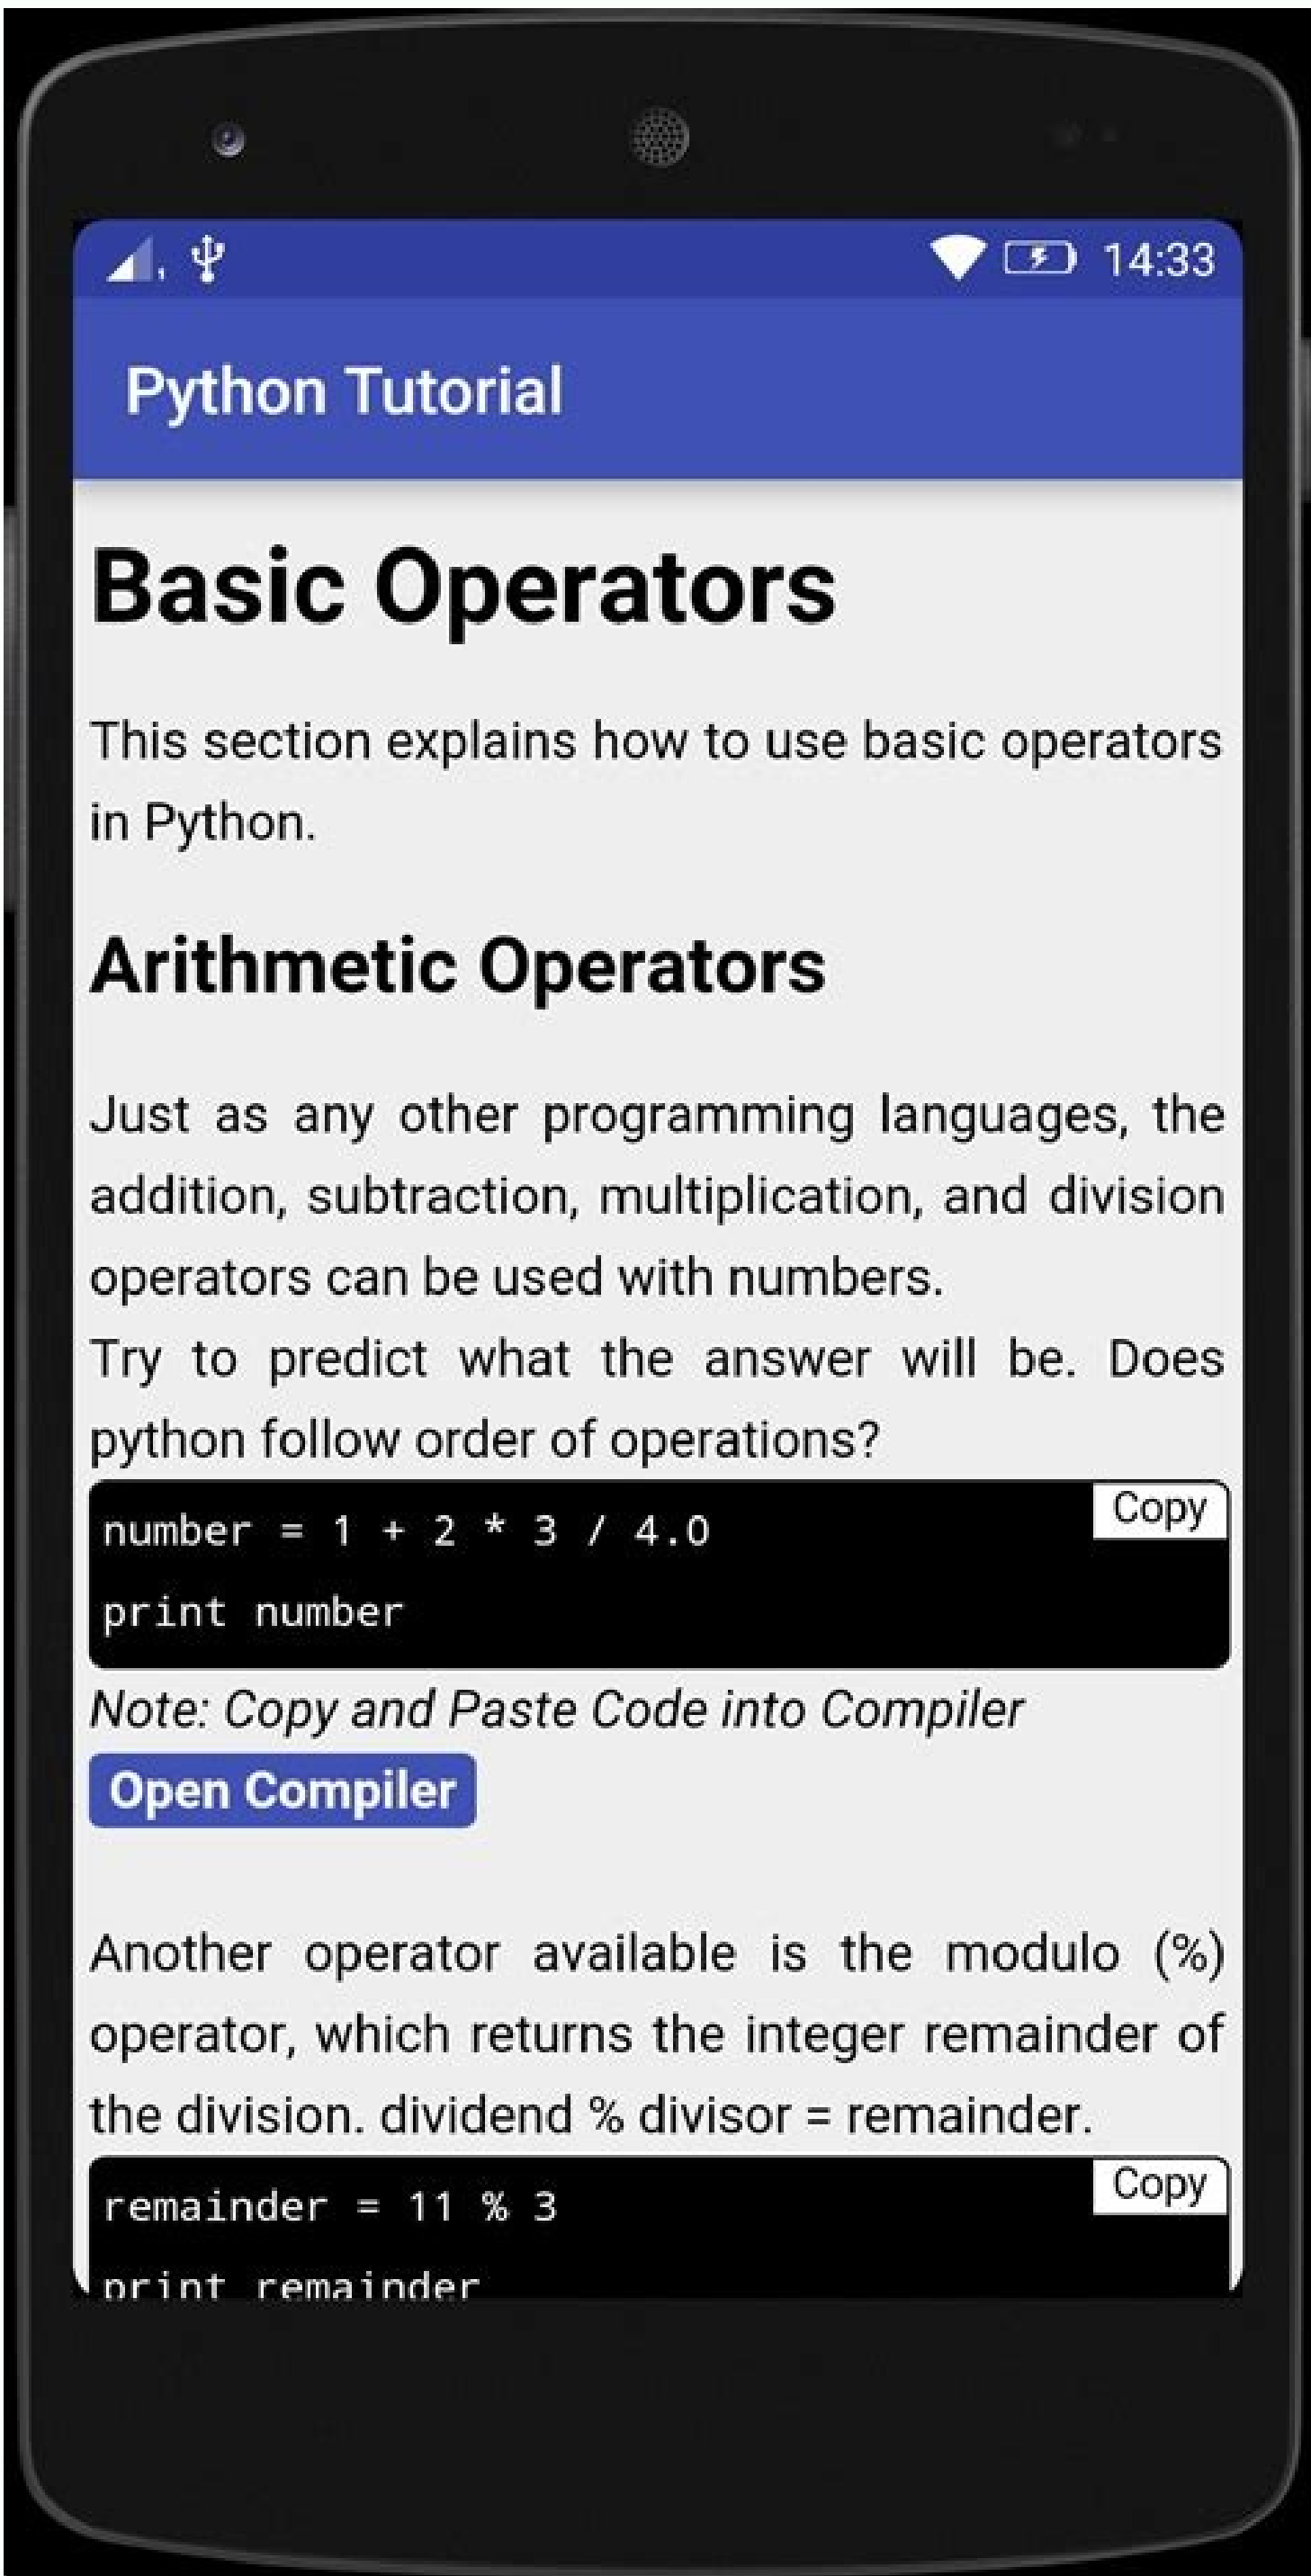 14:33
Python Tutorial
Basic Operators
This section explains how to use basic operators
in Python.
Arithmetic Operators
Just as any other programming languages, the
addition, subtraction, multiplication, and division
operators can be used with numbers.
Try to predict what the answer will be. Does
python follow order of operations?
Copy
number = 1 + 2 * 3 / 4.0
print number
Note: Copy and Paste Code into Compiler
Open Compiler
Another operator available is the modulo (%)
operator, which returns the integer remainder of
the division. dividend % divisor = remainder.
Copy
remainder = 11 % 3
print remainder